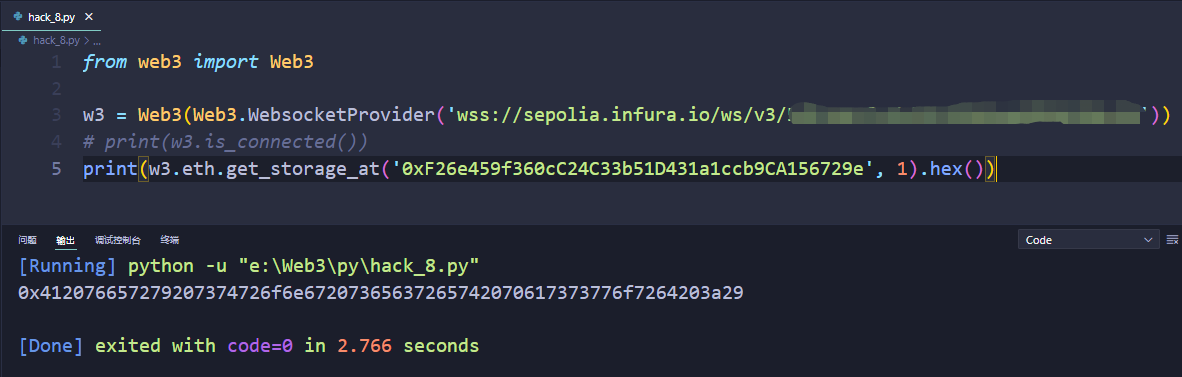 hack_8.py ×
hack_8.py > ...
1 from web3 import Web3
2
3 w3 = Web3(Web3.WebsocketProvider('wss://sepolia.infura.io/ws/v3/'))
4 # print(w3.is_connected())
5 print(w3.eth.get_storage_at('0xF26e459f360cC24C33b51D431a1ccb9CA156729e', 1).hex())
问题 输出 调试控制台 终端 Code
[Running] python -u "e:\Web3\py\hack_8.py"
0x412076657279207374726f6e67207365637265742070617373776f7264203a29
[Done] exited with code=0 in 2.766 seconds